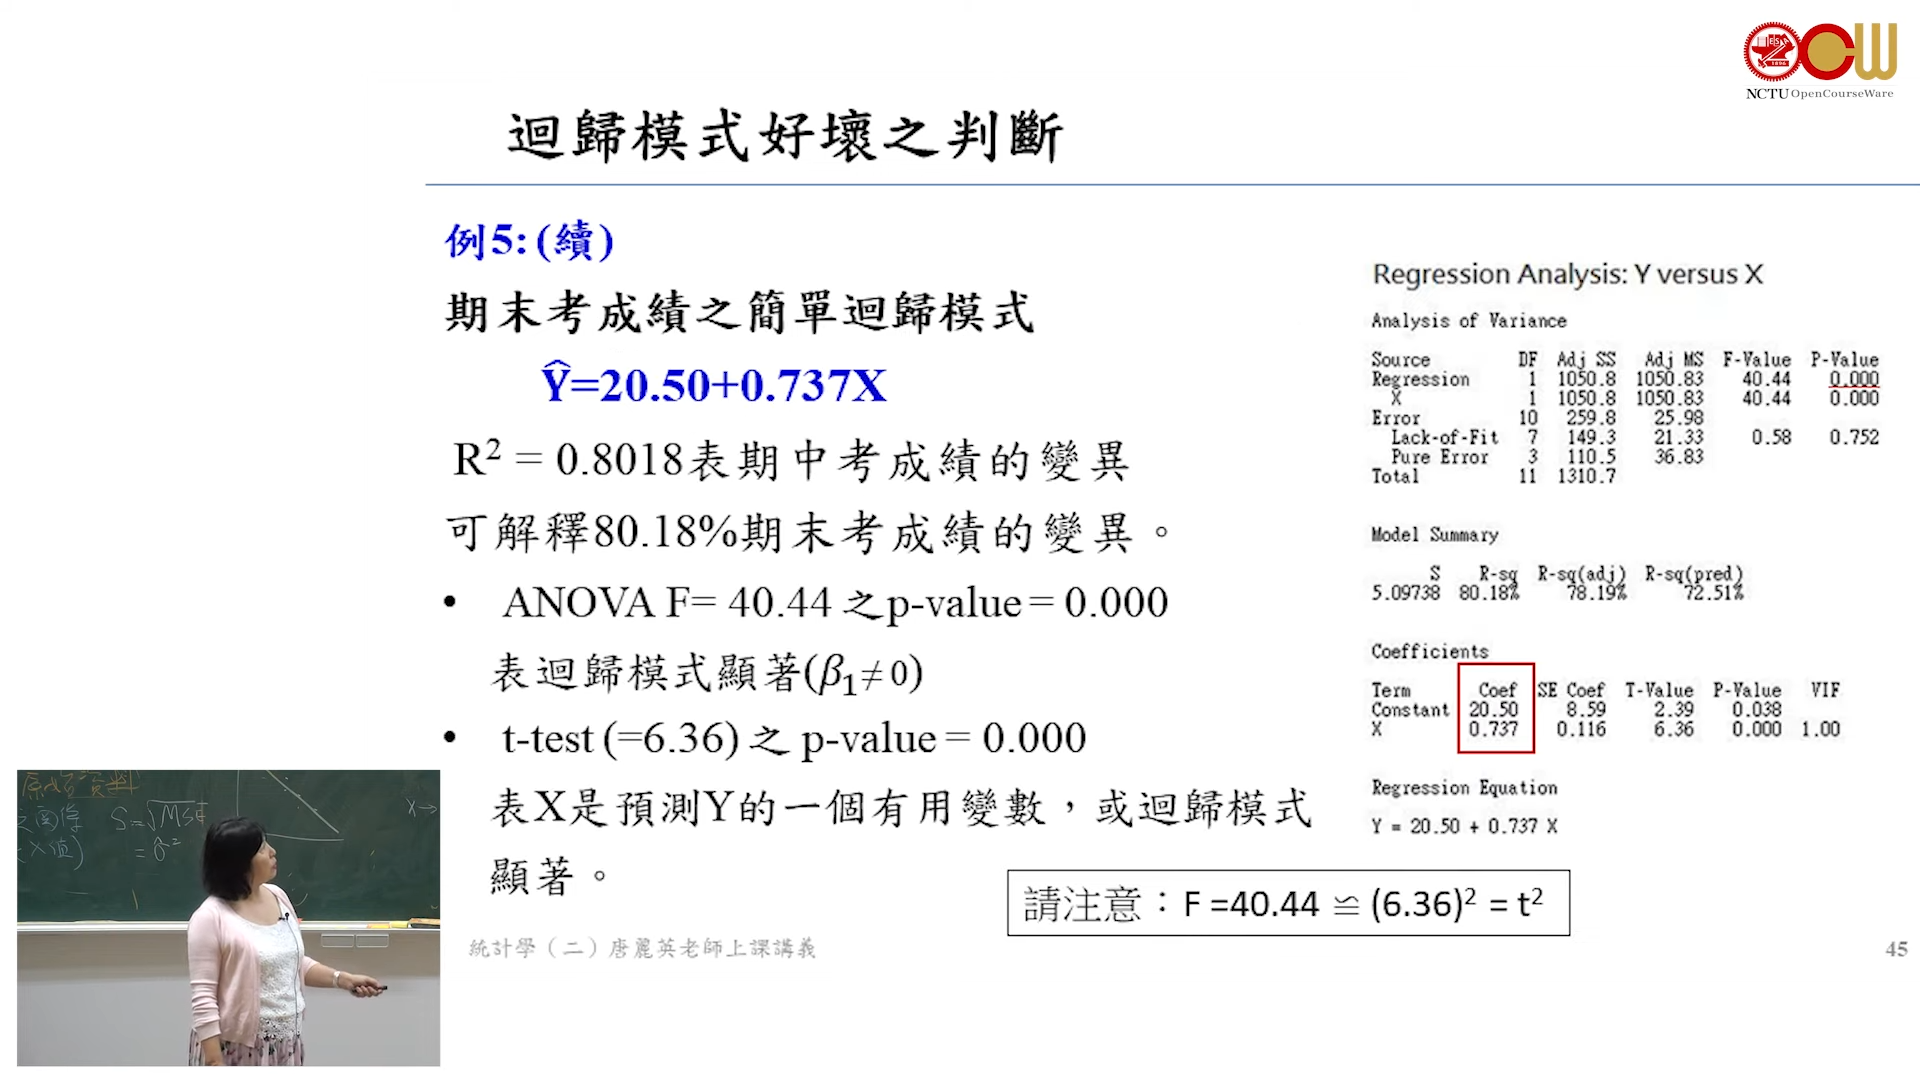 NCTU OpenCourseWare
迴歸模式好壞之判斷
例5:(續)
期末考成績之簡單迴歸模式
Ŷ=20.50+0.737X
R² = 0.8018表期中考成績的變異
可解釋80.18%期末考成績的變異。
• ANOVA F= 40.44 之p-value = 0.000
表迴歸模式顯著(β₁≠0)
• t-test (=6.36) 之 p-value = 0.000
表X是預測Y的一個有用變數，或迴歸模式
顯著。
Regression Analysis: Y versus X
Analysis of Variance
Source DF Adj SS Adj MS F-Value P-Value
Regression 1 1050.8 1050.83 40.44 0.000
X 1 1050.8 1050.83 40.44 0.000
Error 10 259.8 25.98
Lack-of-Fit 7 149.3 21.33 0.58 0.752
Pure Error 3 110.5 36.83
Total 11 1310.7
Model Summary
S R-sq R-sq(adj) R-sq(pred)
5.09738 80.18% 78.19% 72.51%
Coefficients
Term Coef SE Coef T-Value P-Value VIF
Constant 20.50 8.59 2.39 0.038
X 0.737 0.116 6.36 0.000 1.00
Regression Equation
Y = 20.50 + 0.737 X
請注意：F =40.44 ≌ (6.36)² = t²
統計學（二）唐麗英老師上課講義
45
原始資料
S=√MSE
X值)
X→